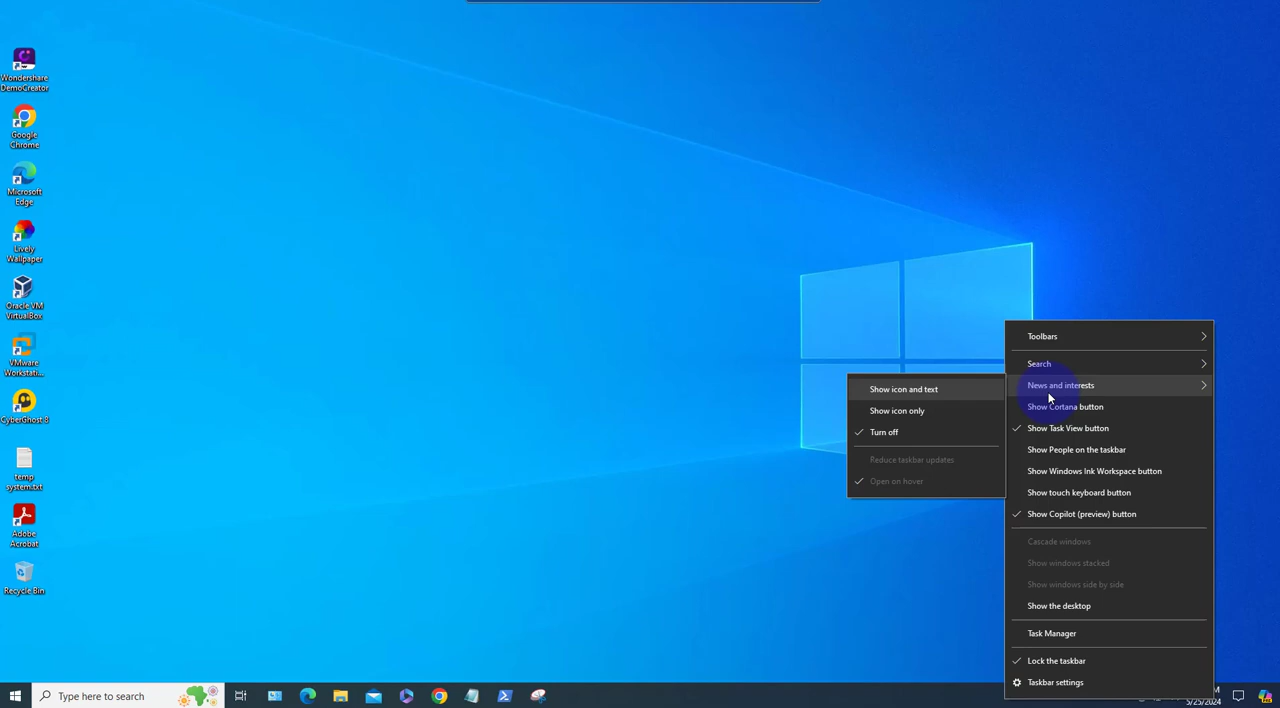 Wondershare
DemoCreator
Google
Chrome
Microsoft
Edge
Lively
Wallpaper
Oracle VM
VirtualBox
VMware
Workstati...
CyberGhost 8
temp
system.txt
Adobe
Acrobat
Recycle Bin
Show icon and text
Show icon only
Turn off
Reduce taskbar updates
Open on hover
Toolbars
Search
News and interests
Show Cortana button
Show Task View button
Show People on the taskbar
Show Windows Ink Workspace button
Show touch keyboard button
Show Copilot (preview) button
Cascade windows
Show windows stacked
Show windows side by side
Show the desktop
Task Manager
Lock the taskbar
Taskbar settings
Type here to search
5/25/2024